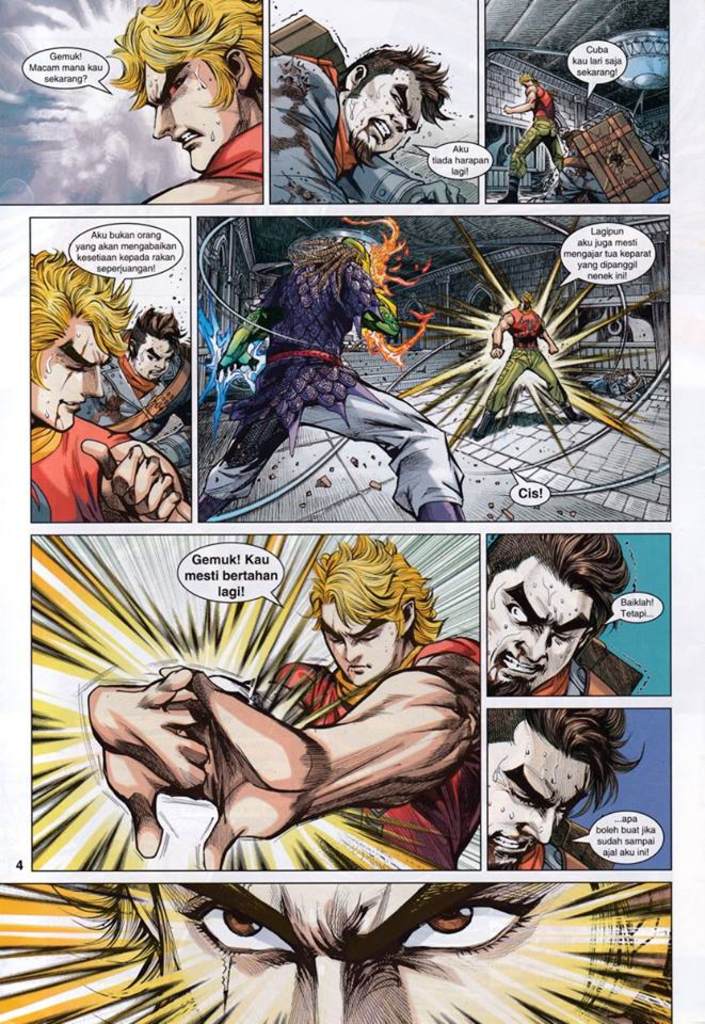 Gemuk!
Macam mana kau
sekarang?
Aku
tiada harapan
lagi!
Cuba
kau lari saja
sekarang!
Aku bukan orang
yang akan mengabaikan
kesetiaan kepada rakan
seperjuangan!
Lagipun
aku juga mesti
mengajar tua keparat
yang dipanggil
nenek ini!
Cis!
Gemuk! Kau
mesti bertahan
lagi!
Baiklah!
Tetapi...
...apa
boleh buat jika
sudah sampai
ajal aku ini!
4